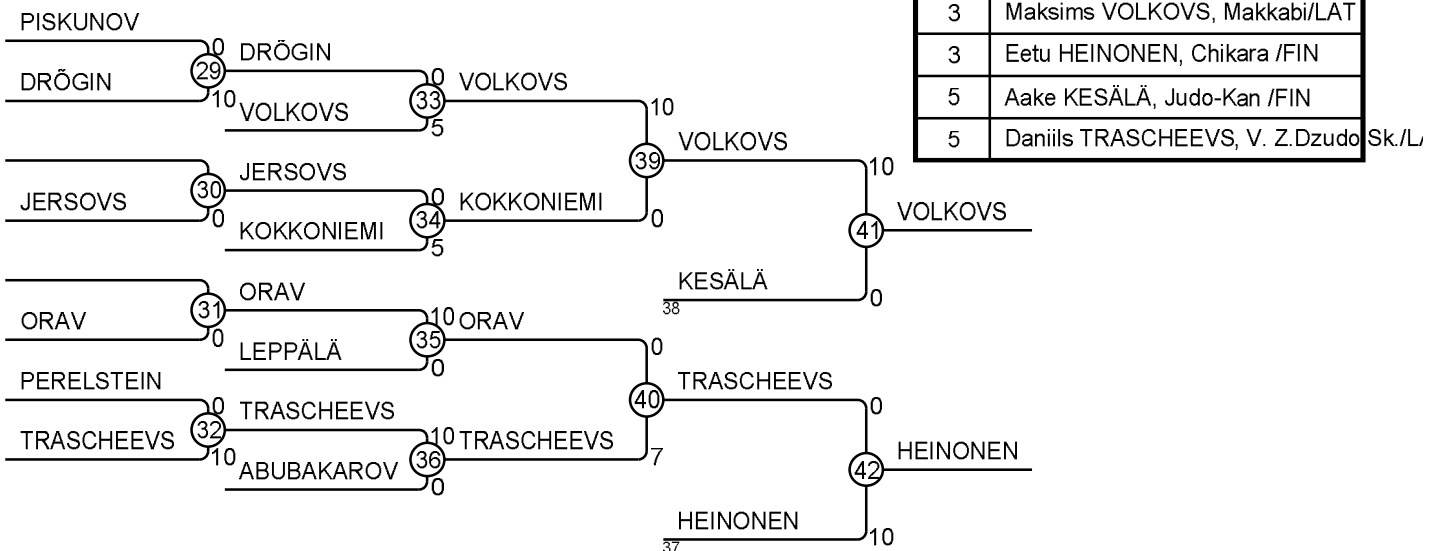 3 Maksims VOLKOVS, Makkabi/LAT
3 Eetu HEINONEN, Chikara /FIN
5 Aake KESÄLÄ, Judo-Kan /FIN
5 Daniils TRASCHEEVS, V. Z.Dzudo Sk./L
PISKUNOV
0
29
DRÕGIN
10
DRÖGIN
0
33
VOLKOVS
5
VOLKOVS
10
30
JERSOVS
0
JERSOVS
0
34
KOKKONIEMI
5
KOKKONIEMI
0
39
VOLKOVS
10
41
VOLKOVS
KESÄLÄ
38
0
31
ORAV
0
ORAV
10
35
LEPPÄLÄ
0
ORAV
0
PERELSTEIN
0
32
TRASCHEEVS
10
TRASCHEEVS
10
36
ABUBAKAROV
0
TRASCHEEVS
7
40
TRASCHEEVS
0
42
HEINONEN
HEINONEN
37
10